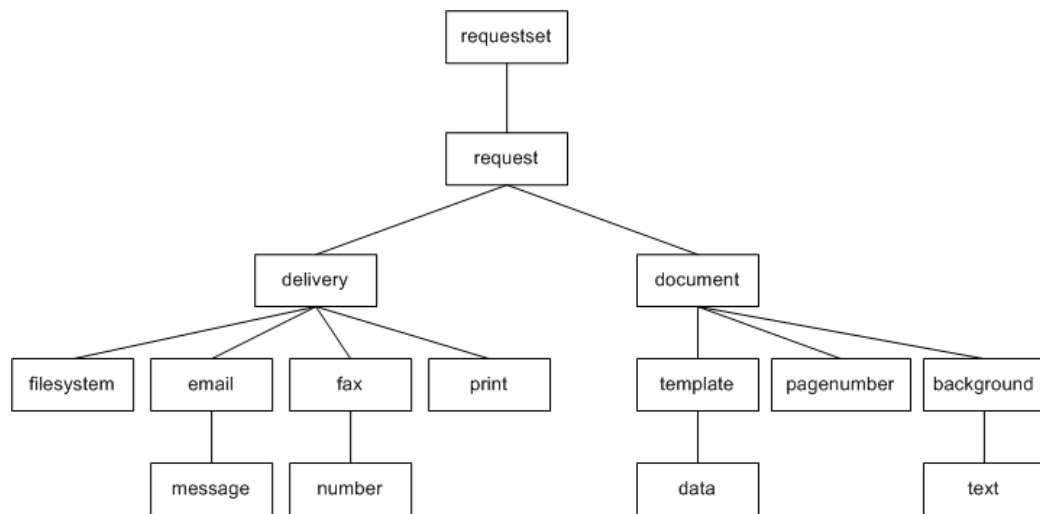 requestset
request
delivery
document
filesystem
email
fax
print
template
pagenumber
background
message
number
data
text